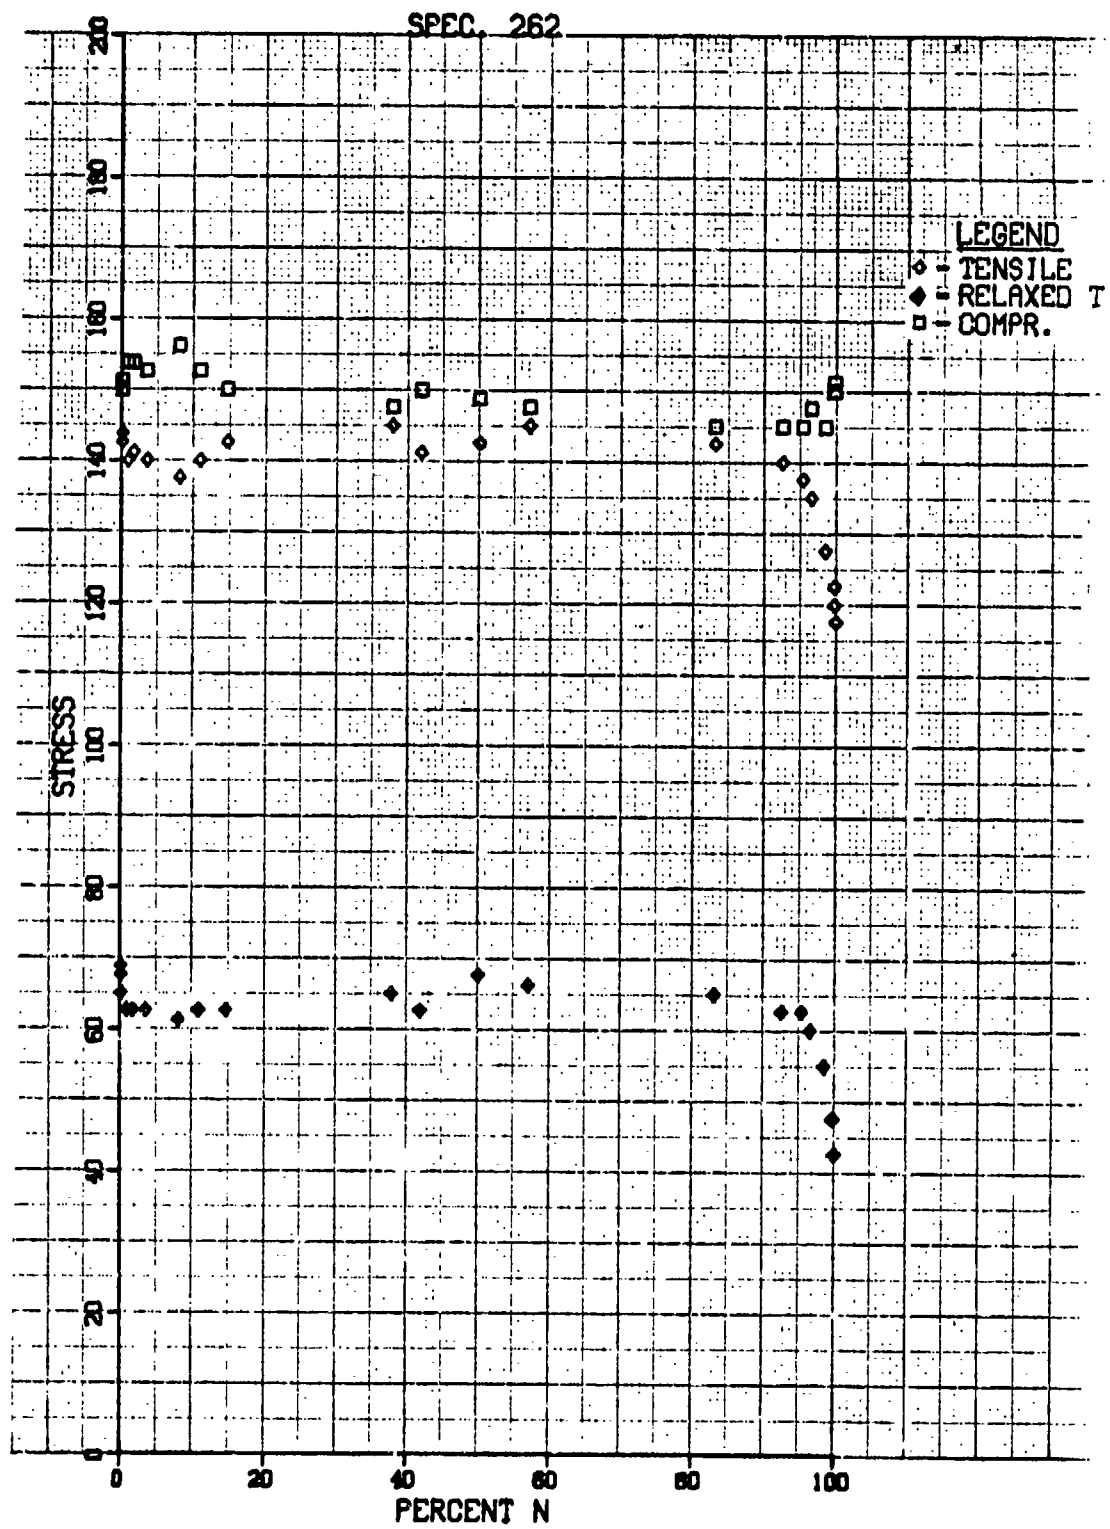 SPEC. 262
200
180
160
140
120
100
80
60
40
20
0
STRESS
LEGEND
◇ - TENSILE
◆ - RELAXED T
□ - COMPR.
0 20 40 60 80 100
PERCENT N